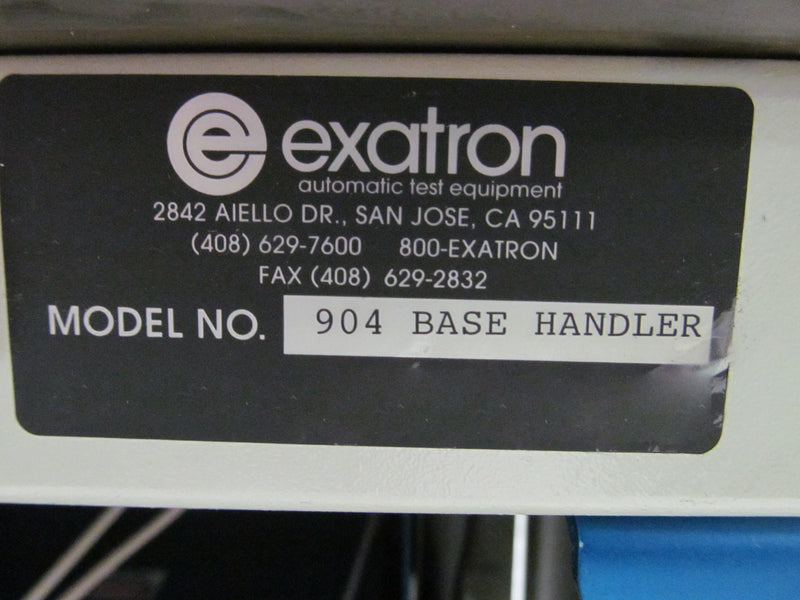 e exatron
automatic test equipment
2842 AIELLO DR., SAN JOSE, CA 95111
(408) 629-7600 800-EXATRON
FAX (408) 629-2832
MODEL NO. 904 BASE HANDLER